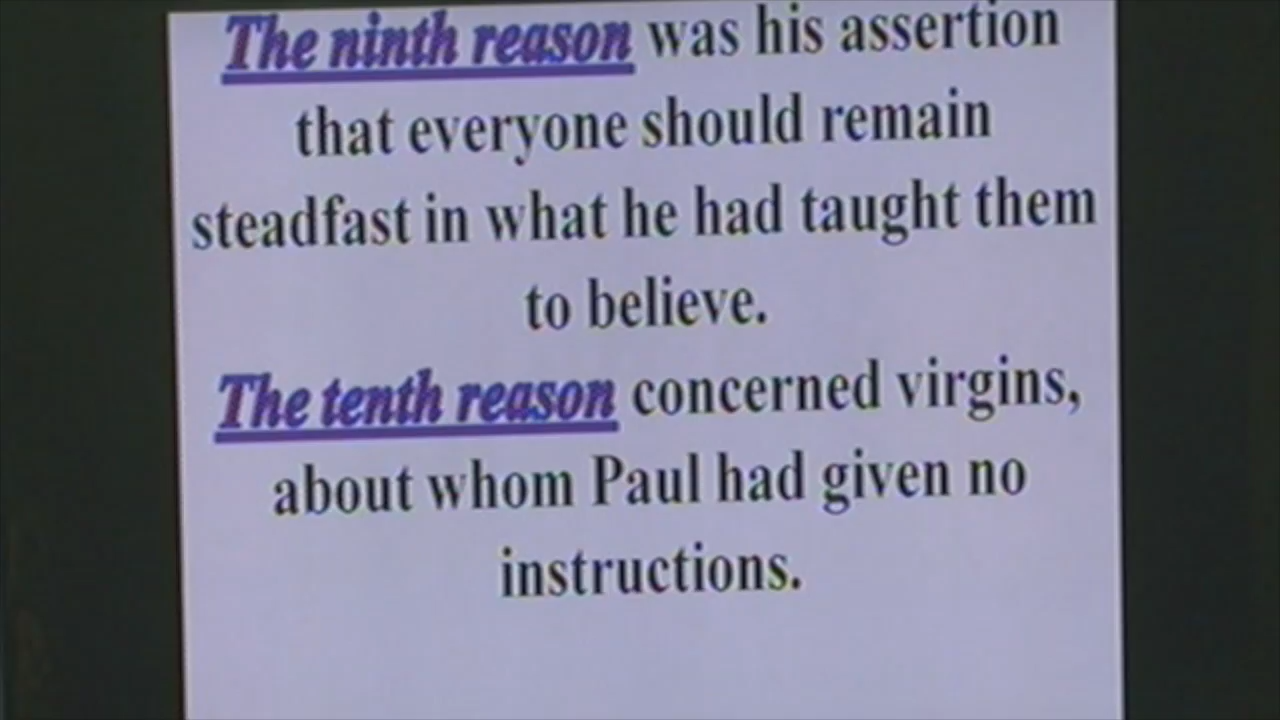 The ninth reason was his assertion
that everyone should remain
steadfast in what he had taught them
to believe.
The tenth reason concerned virgins,
about whom Paul had given no
instructions.